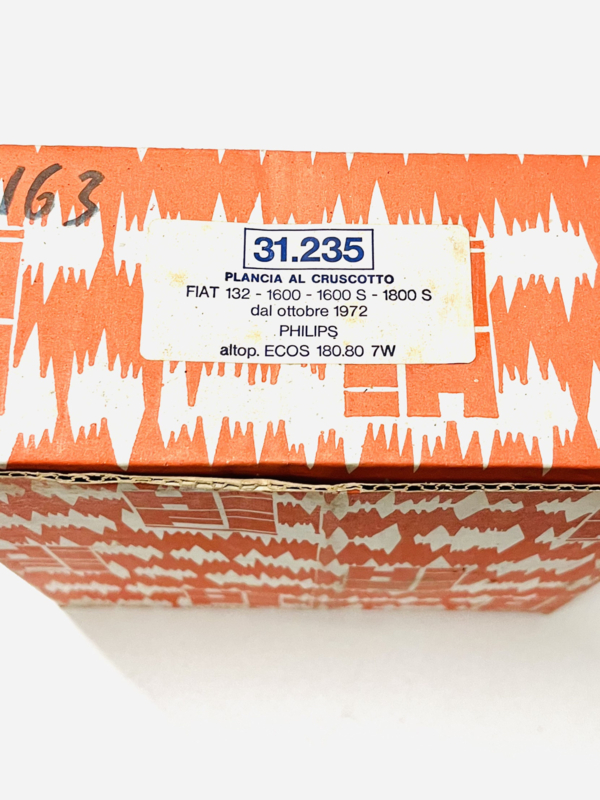 163
31.235
PLANCIA AL CRUSCOTTO
FIAT 132 - 1600 - 1600 S - 1800 S
dal ottobre 1972
PHILIPS
altop. ECOS 180.80 7W